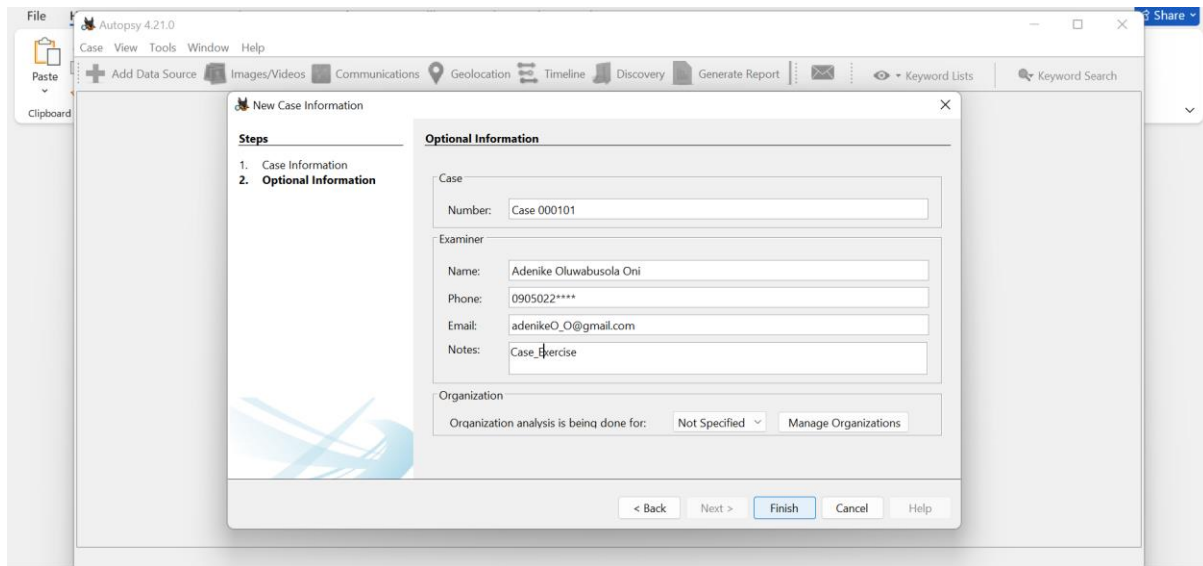 File
Share
Paste
Clipboard
Autopsy 4.21.0
Case View Tools Window Help
Add Data Source Images/Videos Communications Geolocation Timeline Discovery Generate Report Keyword Lists Keyword Search
New Case Information
Steps
1. Case Information
2. Optional Information
Optional Information
Case
Number: Case 000101
Examiner
Name: Adenike Oluwabusola Oni
Phone: 0905022****
Email: adenikeO_O@gmail.com
Notes: Case_Exercise
Organization
Organization analysis is being done for: Not Specified Manage Organizations
< Back Next > Finish Cancel Help